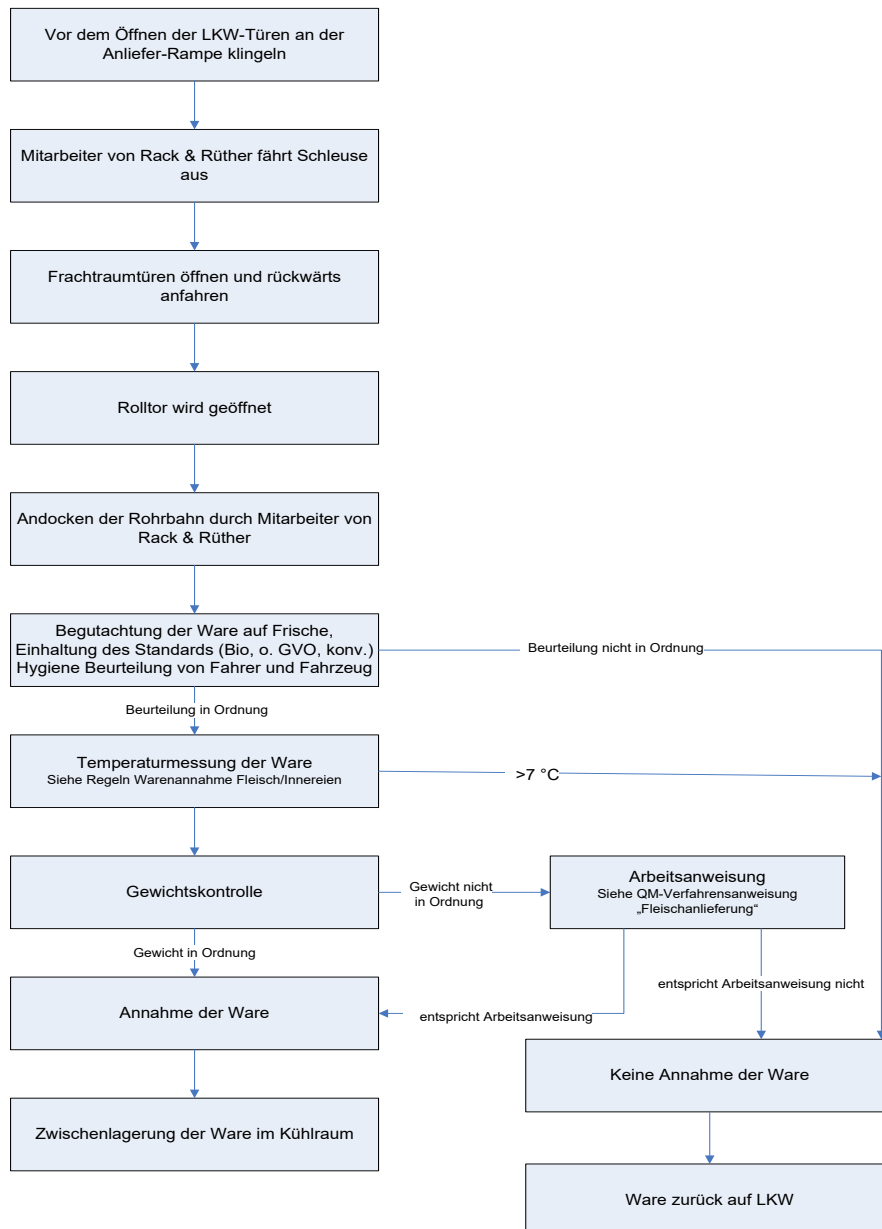 Vor dem Öffnen der LKW-Türen an der
Anliefer-Rampe klingeln
Mitarbeiter von Rack & Rüther fährt Schleuse
aus
Frachtraumtüren öffnen und rückwärts
anfahren
Rolltor wird geöffnet
Andocken der Rohrbahn durch Mitarbeiter von
Rack & Rüther
Begutachtung der Ware auf Frische,
Einhaltung des Standards (Bio, o. GVO, konv.)
Hygiene Beurteilung von Fahrer und Fahrzeug
Beurteilung nicht in Ordnung
Beurteilung in Ordnung
Temperaturmessung der Ware
Siehe Regeln Warenannahme Fleisch/Innereien
>7 °C
Gewichtskontrolle
Gewicht nicht
in Ordnung
Arbeitsanweisung
Siehe QM-Verfahrensanweisung
„Fleischanlieferung“
Gewicht in Ordnung
entspricht Arbeitsanweisung nicht
Annahme der Ware
entspricht Arbeitsanweisung
Keine Annahme der Ware
Zwischenlagerung der Ware im Kühlraum
Ware zurück auf LKW